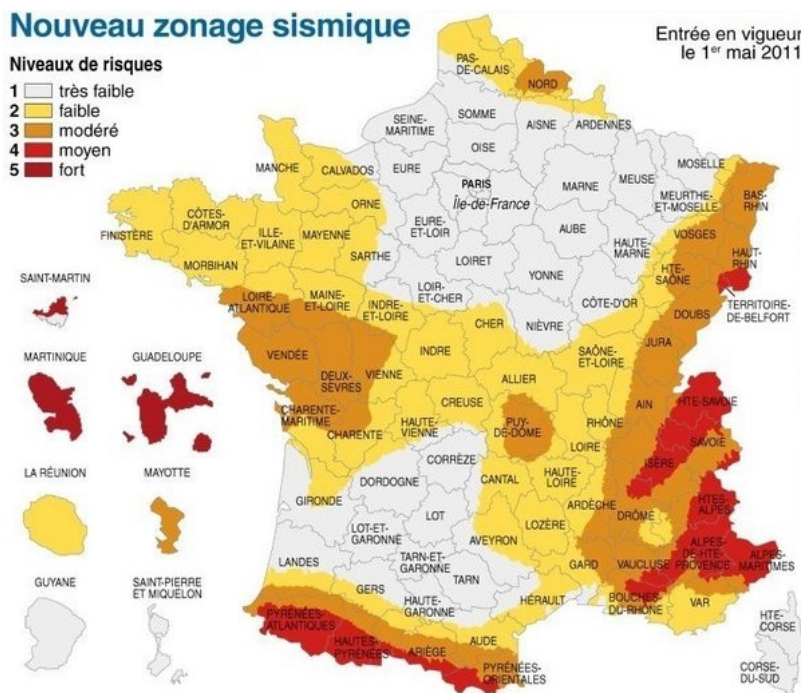 Nouveau zonage sismique
Entrée en vigueur
le 1er mai 2011
Niveaux de risques
1 très faible
2 faible
3 modéré
4 moyen
5 fort
PAS-
DE-CALAIS
NORD
SOMME
SEINE-
MARITIME
AISNE
ARDENNES
OISE
MANCHE
CALVADOS
EURE
PARIS
Île-de-France
MARNE
MEUSE
MOSELLE
MEURTHE-
ET-MOSELLE
BAS-
RHIN
ORNE
FINISTÈRE
CÔTES-
D'ARMOR
ILLE-
ET-VILAINE
MAYENNE
EURE-
ET-LOIR
AUBE
HAUTE-
MARNE
VOSGES
HAUT-
RHIN
MORBIHAN
SARTHE
LOIRET
YONNE
HTE-
SAÔNE
TERRITOIRE-
DE-BELFORT
LOIRE-
ATLANTIQUE
MAINE-
ET-LOIRE
INDRE-
ET-LOIRE
LOIR-
ET-CHER
CHER
NIÈVRE
CÔTE-D'OR
DOUBS
VENDÉE
DEUX-
SÈVRES
VIENNE
INDRE
ALLIER
SAÔNE-
ET-LOIRE
JURA
CHARENTE-
MARITIME
CHARENTE
HAUTE-
VIENNE
CREUSE
PUY-
DE-DÔME
LOIRE
RHÔNE
AIN
HTE-SAVOIE
SAVOIE
ISÈRE
GIRONDE
DORDOGNE
CORRÈZE
CANTAL
HAUTE-
LOIRE
ARDÈCHE
DRÔME
HTES-
ALPES
LOT-ET-
GARONNE
LOT
AVEYRON
LOZÈRE
LANDES
TARN-ET-
GARONNE
TARN
GARD
VAUCLUSE
ALPES-
DE-HTE-
PROVENCE
ALPES-
MARITIMES
GERS
HAUTE-
GARONNE
HÉRAULT
BOUCHES-
DU-RHÔNE
VAR
PYRÉNÉES-
ATLANTIQUES
HAUTES-
PYRÉNÉES
ARIÈGE
AUDE
PYRÉNÉES-
ORIENTALES
HTE-
CORSE
CORSE-
DU-SUD
SAINT-MARTIN
MARTINIQUE
GUADELOUPE
LA RÉUNION
MAYOTTE
GUYANE
SAINT-PIERRE
ET MIQUELON